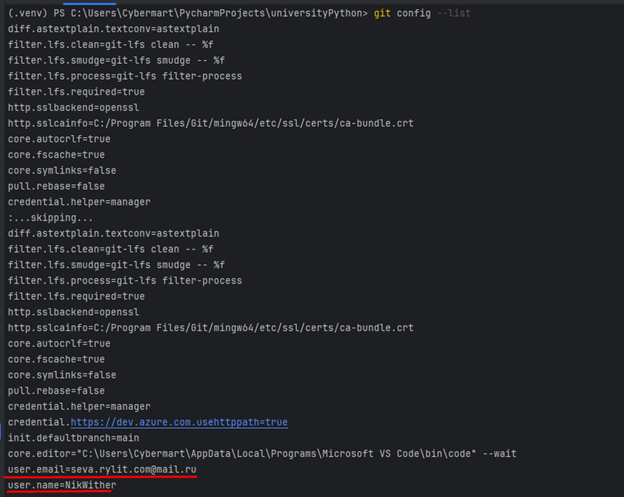 (.venv) PS C:\Users\Cybermart\PycharmProjects\universityPython> git config --list
diff.astextplain.textconv=astextplain
filter.lfs.clean=git-lfs clean -- %f
filter.lfs.smudge=git-lfs smudge -- %f
filter.lfs.process=git-lfs filter-process
filter.lfs.required=true
http.sslbackend=openssl
http.sslcainfo=C:/Program Files/Git/mingw64/etc/ssl/certs/ca-bundle.crt
core.autocrlf=true
core.fscache=true
core.symlinks=false
pull.rebase=false
credential.helper=manager
:...skipping...
diff.astextplain.textconv=astextplain
filter.lfs.clean=git-lfs clean -- %f
filter.lfs.smudge=git-lfs smudge -- %f
filter.lfs.process=git-lfs filter-process
filter.lfs.required=true
http.sslbackend=openssl
http.sslcainfo=C:/Program Files/Git/mingw64/etc/ssl/certs/ca-bundle.crt
core.autocrlf=true
core.fscache=true
core.symlinks=false
pull.rebase=false
credential.helper=manager
credential.https://dev.azure.com.usehttppath=true
init.defaultbranch=main
core.editor="C:\Users\Cybermart\AppData\Local\Programs\Microsoft VS Code\bin\code" --wait
user.email=seva.rylit.com@mail.ru
user.name=NikWither